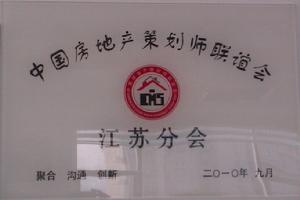 中国房地产策划师联谊会
江苏分会
聚合 沟通 创新 二〇一〇年 九月